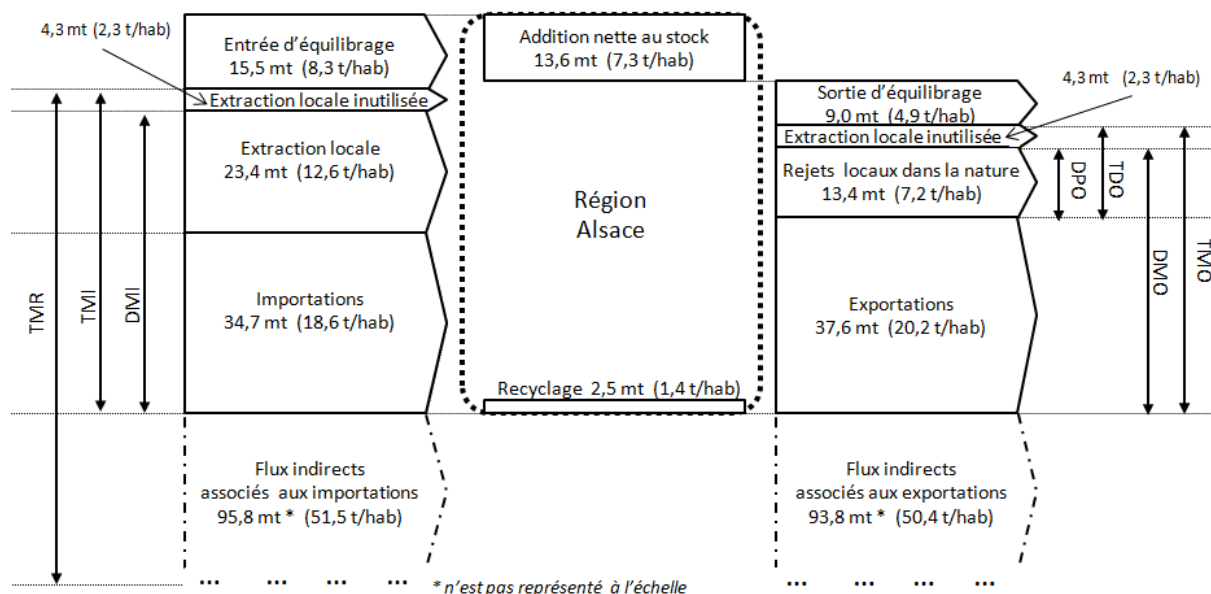 4,3 mt (2,3 t/hab)
Entrée d'équilibrage
15,5 mt (8,3 t/hab)
Extraction locale inutilisée
Extraction locale
23,4 mt (12,6 t/hab)
Importations
34,7 mt (18,6 t/hab)
Flux indirects
associés aux importations
95,8 mt * (51,5 t/hab)
... ... ... ...
TMR
TMI
DMI
Addition nette au stock
13,6 mt (7,3 t/hab)
Région
Alsace
Recyclage 2,5 mt (1,4 t/hab)
* n'est pas représenté à l'échelle
4,3 mt (2,3 t/hab)
Sortie d'équilibrage
9,0 mt (4,9 t/hab)
Extraction locale inutilisée
Rejets locaux dans la nature
13,4 mt (7,2 t/hab)
Exportations
37,6 mt (20,2 t/hab)
Flux indirects
associés aux exportations
93,8 mt * (50,4 t/hab)
... ... ... ...
DPO
TDO
DMO
TMO